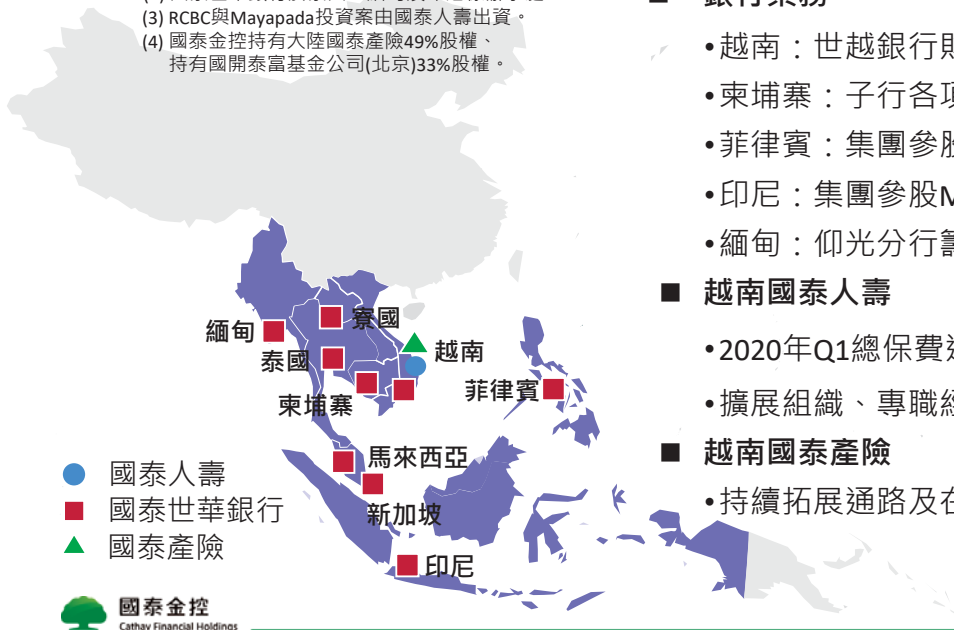 (3) RCBC與Mayapada投資案由國泰人壽出資。
(4) 國泰金控持有大陸國泰產險49%股權、
持有國開泰富基金公司(北京)33%股權。
•越南：世越銀行
•柬埔寨：子行各項
•菲律賓：集團參股
•印尼：集團參股M
•緬甸：仰光分行籌
■ 越南國泰人壽
•2020年Q1總保費
•擴展組織、專職經
■ 越南國泰產險
•持續拓展通路及在
緬甸
寮國
泰國
越南
柬埔寨
菲律賓
馬來西亞
新加坡
印尼
國泰人壽
國泰世華銀行
國泰產險
國泰金控
Cathay Financial Holdings